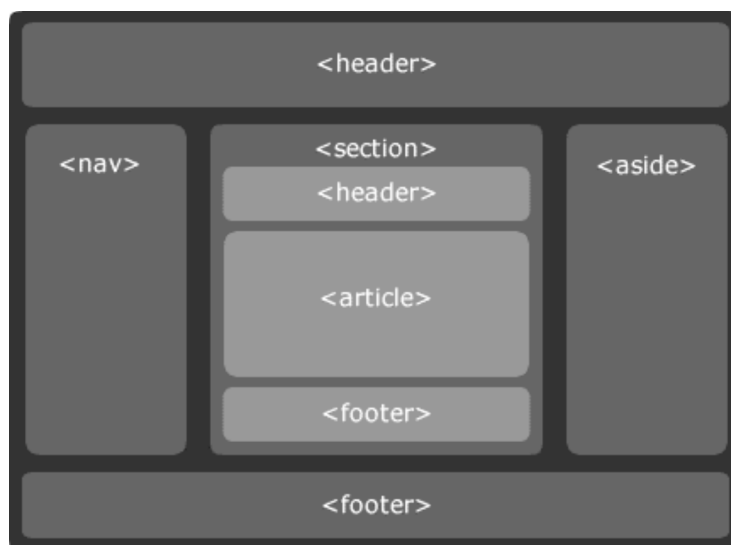 <header>
<nav>
<section>
<header>
<article>
<footer>
<aside>
<footer>